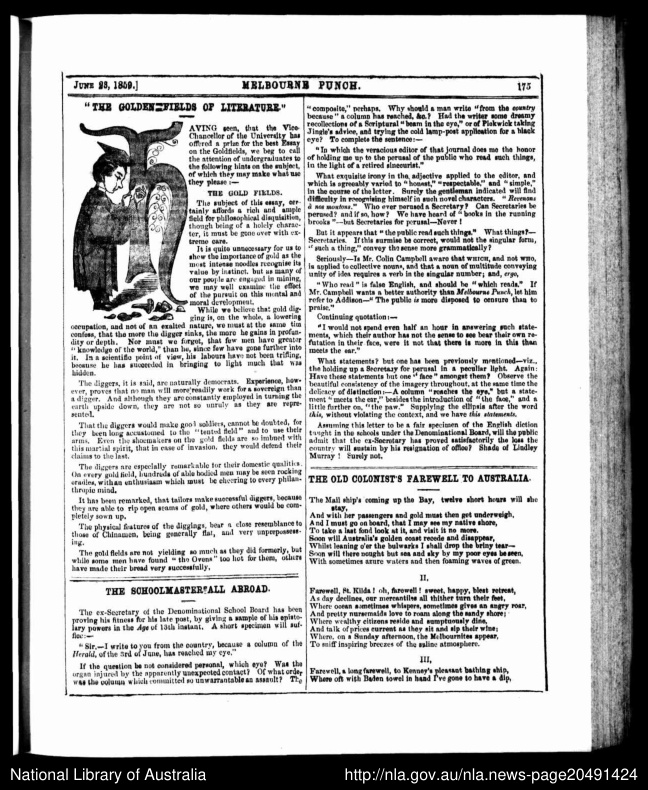 JUNE 23, 1859.]
MELBOURNE PUNCH.
175
"THE GOLDEN FIELDS OF LITERATURE."
AVING seen, that the Vice-
Chancellor of the University has
offered a prize for the best Essay
on the Goldfields, we beg to call
the attention of undergraduates to
the following hints on the subject,
of which they may make what use
they please :—
THE GOLD FIELDS.
The subject of this essay, cer-
tainly affords a rich and ample
field for philosophical disquisition,
though being of a holely charac-
ter, it must be gone over with ex-
treme care.
It is quite unnecessary for us to
shew the importance of gold as the
most intense noodles recognise its
value by instinct, but as many of
our people are engaged in mining,
we may well examine the effect
of the pursuit on this mental and
moral development.
While we believe that gold dig-
ging is, on the whole, a lowering
occupation, and not of an exalted nature, we must at the same tim
confess, that the more the digger sinks, the more he gains in profun-
dity or depth. Nor must we forget, that few men have greater
"knowledge of the world," than he, since few have gone further into
it. In a scientific point of view, his labours have not been trifling,
because he has succeeded in bringing to light much that was
hidden.
The diggers, it is said, are naturally democrats. Experience, how-
ever, proves that no man will more readily work for a sovereign than
a digger. And although they are constantly employed in turning the
earth upside down, they are not so unruly as they are repre-
sented.
That the diggers would make good soldiers, cannot be doubted, for
they been long accustomed to the "tented field" and to use their
arms. Even the shoemakers on the gold fields are so imbued with
this martial spirit, that in case of invasion, they would defend their
claims to the last.
The diggers are especially remarkable for their domestic qualities.
On every gold field, hundreds of able bodied men may be seen rocking
cradles, with an enthusiasm which must be cheering to every philan-
thropic mind.
It has been remarked, that tailors make successful diggers, because
they are able to rip open seams of gold, where others would be com-
pletely sown up.
The physical features of the diggings, bear a close resemblance to
those of Chinamen, being generally flat, and very unprepossess-
ing.
The gold fields are not yielding so much as they did formerly, but
while some men have found "the Ovens" too hot for them, others
have made their bread very successfully.
THE SCHOOLMASTER ALL ABROAD.
The ex-Secretary of the Denominational School Board has been
proving his fitness for his late post, by giving a sample of his episto-
lary powers in the Age of 15th instant. A short specimen will suf-
fice:—
"Sir.—I write to you from the country, because a column of the
Herald, of the 3rd of June, has reached my eye."
If the question be not considered personal, which eye? Was the
organ injured by the apparently unexpected contact? Of what order
was the column which committed so unwarrantable an assault? The
"composite," perhaps. Why should a man write "from the country
because" a column has reached, &c.? Had the writer some dreamy
recollections of a Scriptural "beam in the eye," or of Pickwick taking
Jingle's advice, and trying the cold lamp-post application for a black
eye? To complete the sentence:—
"In which the veracious editor of that journal does me the honor
of holding me up to the perusal of the public who read such things,
in the light of a retired sinecurist."
What exquisite irony in the adjective applied to the editor, and
which is agreeably varied to "honest," "respectable," and "simple,"
in the course of the letter. Surely the gentleman indicated will find
difficulty in recognising himself in such novel characters. "Revenons
à nos moutons." Who ever perused a Secretary? Can Secretaries be
perused? and if so, how? We have heard of "books in the running
brooks"—but Secretaries for perusal—Never!
But it appears that "the public read such things." What things?—
Secretaries. If this surmise be correct, would not the singular form,
"such a thing," convey the sense more grammatically?
Seriously—Is Mr. Colin Campbell aware that WHICH, and not WHO,
is applied to collective nouns, and that a noun of multitude conveying
unity of idea requires a verb in the singular number; and, ergo,
"Who read" is false English, and should be "which reads." If
Mr. Campbell wants a better authority than Melbourne Punch, let him
refer to Addison—"The public is more disposed to censure than to
praise."
Continuing quotation:—
"I would not spend even half an hour in answering such state-
ments, which their author has not the sense to see bear their own re-
futation in their face, were it not that there is more in this than
meets the ear."
What statements? but one has been previously mentioned—viz.,
the holding up a Secretary for perusal in a peculiar light. Again:
Have these statements but one "face" amongst them? Observe the
beautiful consistency of the imagery throughout, at the same time the
delicacy of distinction:—A column "reaches the eye," but a state-
ment "meets the ear," besides the introduction of "the face," and a
little further on, "the paw." Supplying the ellipsis after the word
this, without violating the context, and we have this statements.
Assuming this letter to be a fair specimen of the English diction
taught in the schools under the Denominational Board, will the public
admit that the ex-Secretary has proved satisfactorily the loss the
country will sustain by his resignation of office? Shade of Lindley
Murray! Surely not.
THE OLD COLONIST'S FAREWELL TO AUSTRALIA.
The Mail ship's coming up the Bay, twelve short hours will she
stay,
And with her passengers and gold must then get underweigh,
And I must go on board, that I may see my native shore,
To take a last fond look at it, and visit it no more.
Soon will Australia's golden coast recede and disappear,
Whilst leaning o'er the bulwarks I shall drop the briny tear—
Soon will there nought but sea and sky by my poor eyes be seen,
With sometimes azure waters and then foaming waves of green.
II,
Farewell, St. Kilda! oh, farewell! sweet, happy, blest retreat,
As day declines, our mercantiles all thither turn their feet,
Where ocean sometimes whispers, sometimes gives an angry roar,
And pretty nursemaids love to roam along the sandy shore;
Where wealthy citizens reside and sumptuously dine,
And talk of prices current as they sit and sip their wine;
Where, on a Sunday afternoon, the Melbournites appear,
To sniff inspiring breezes of the saline atmosphere.
III,
Farewell, a long farewell, to Kenney's pleasant bathing ship,
Where oft with Baden towel in hand I've gone to have a dip,
National Library of Australia
http://nla.gov.au/nla.news-page20491424